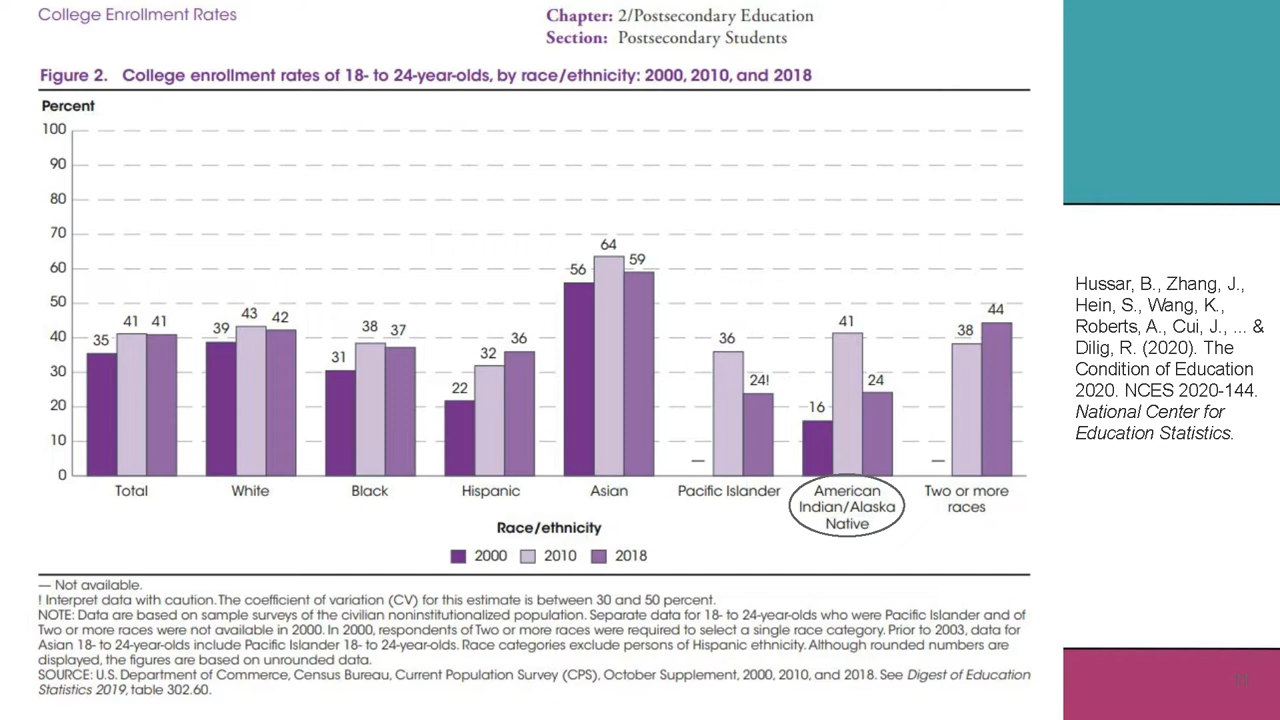 College Enrollment Rates
Chapter: 2/Postsecondary Education
Section: Postsecondary Students
Figure 2. College enrollment rates of 18- to 24-year-olds, by race/ethnicity: 2000, 2010, and 2018
Percent
100
90
80
70
60
50
40
30
20
10
0
35 41 41
39 43 42
31 38 37
22 32 36
56 64 59
— 36 24!
16 41 24
— 38 44
Total
White
Black
Hispanic
Asian
Pacific Islander
American
Indian/Alaska
Native
Two or more
races
Race/ethnicity
2000 2010 2018
— Not available.
! Interpret data with caution. The coefficient of variation (CV) for this estimate is between 30 and 50 percent.
NOTE: Data are based on sample surveys of the civilian noninstitutionalized population. Separate data for 18- to 24-year-olds who were Pacific Islander and of
Two or more races were not available in 2000. In 2000, respondents of Two or more races were required to select a single race category. Prior to 2003, data for
Asian 18- to 24-year-olds include Pacific Islander 18- to 24-year-olds. Race categories exclude persons of Hispanic ethnicity. Although rounded numbers are
displayed, the figures are based on unrounded data.
SOURCE: U.S. Department of Commerce, Census Bureau, Current Population Survey (CPS), October Supplement, 2000, 2010, and 2018. See Digest of Education
Statistics 2019, table 302.60.
Hussar, B., Zhang, J.,
Hein, S., Wang, K.,
Roberts, A., Cui, J., ... &
Dilig, R. (2020). The
Condition of Education
2020. NCES 2020-144.
National Center for
Education Statistics.